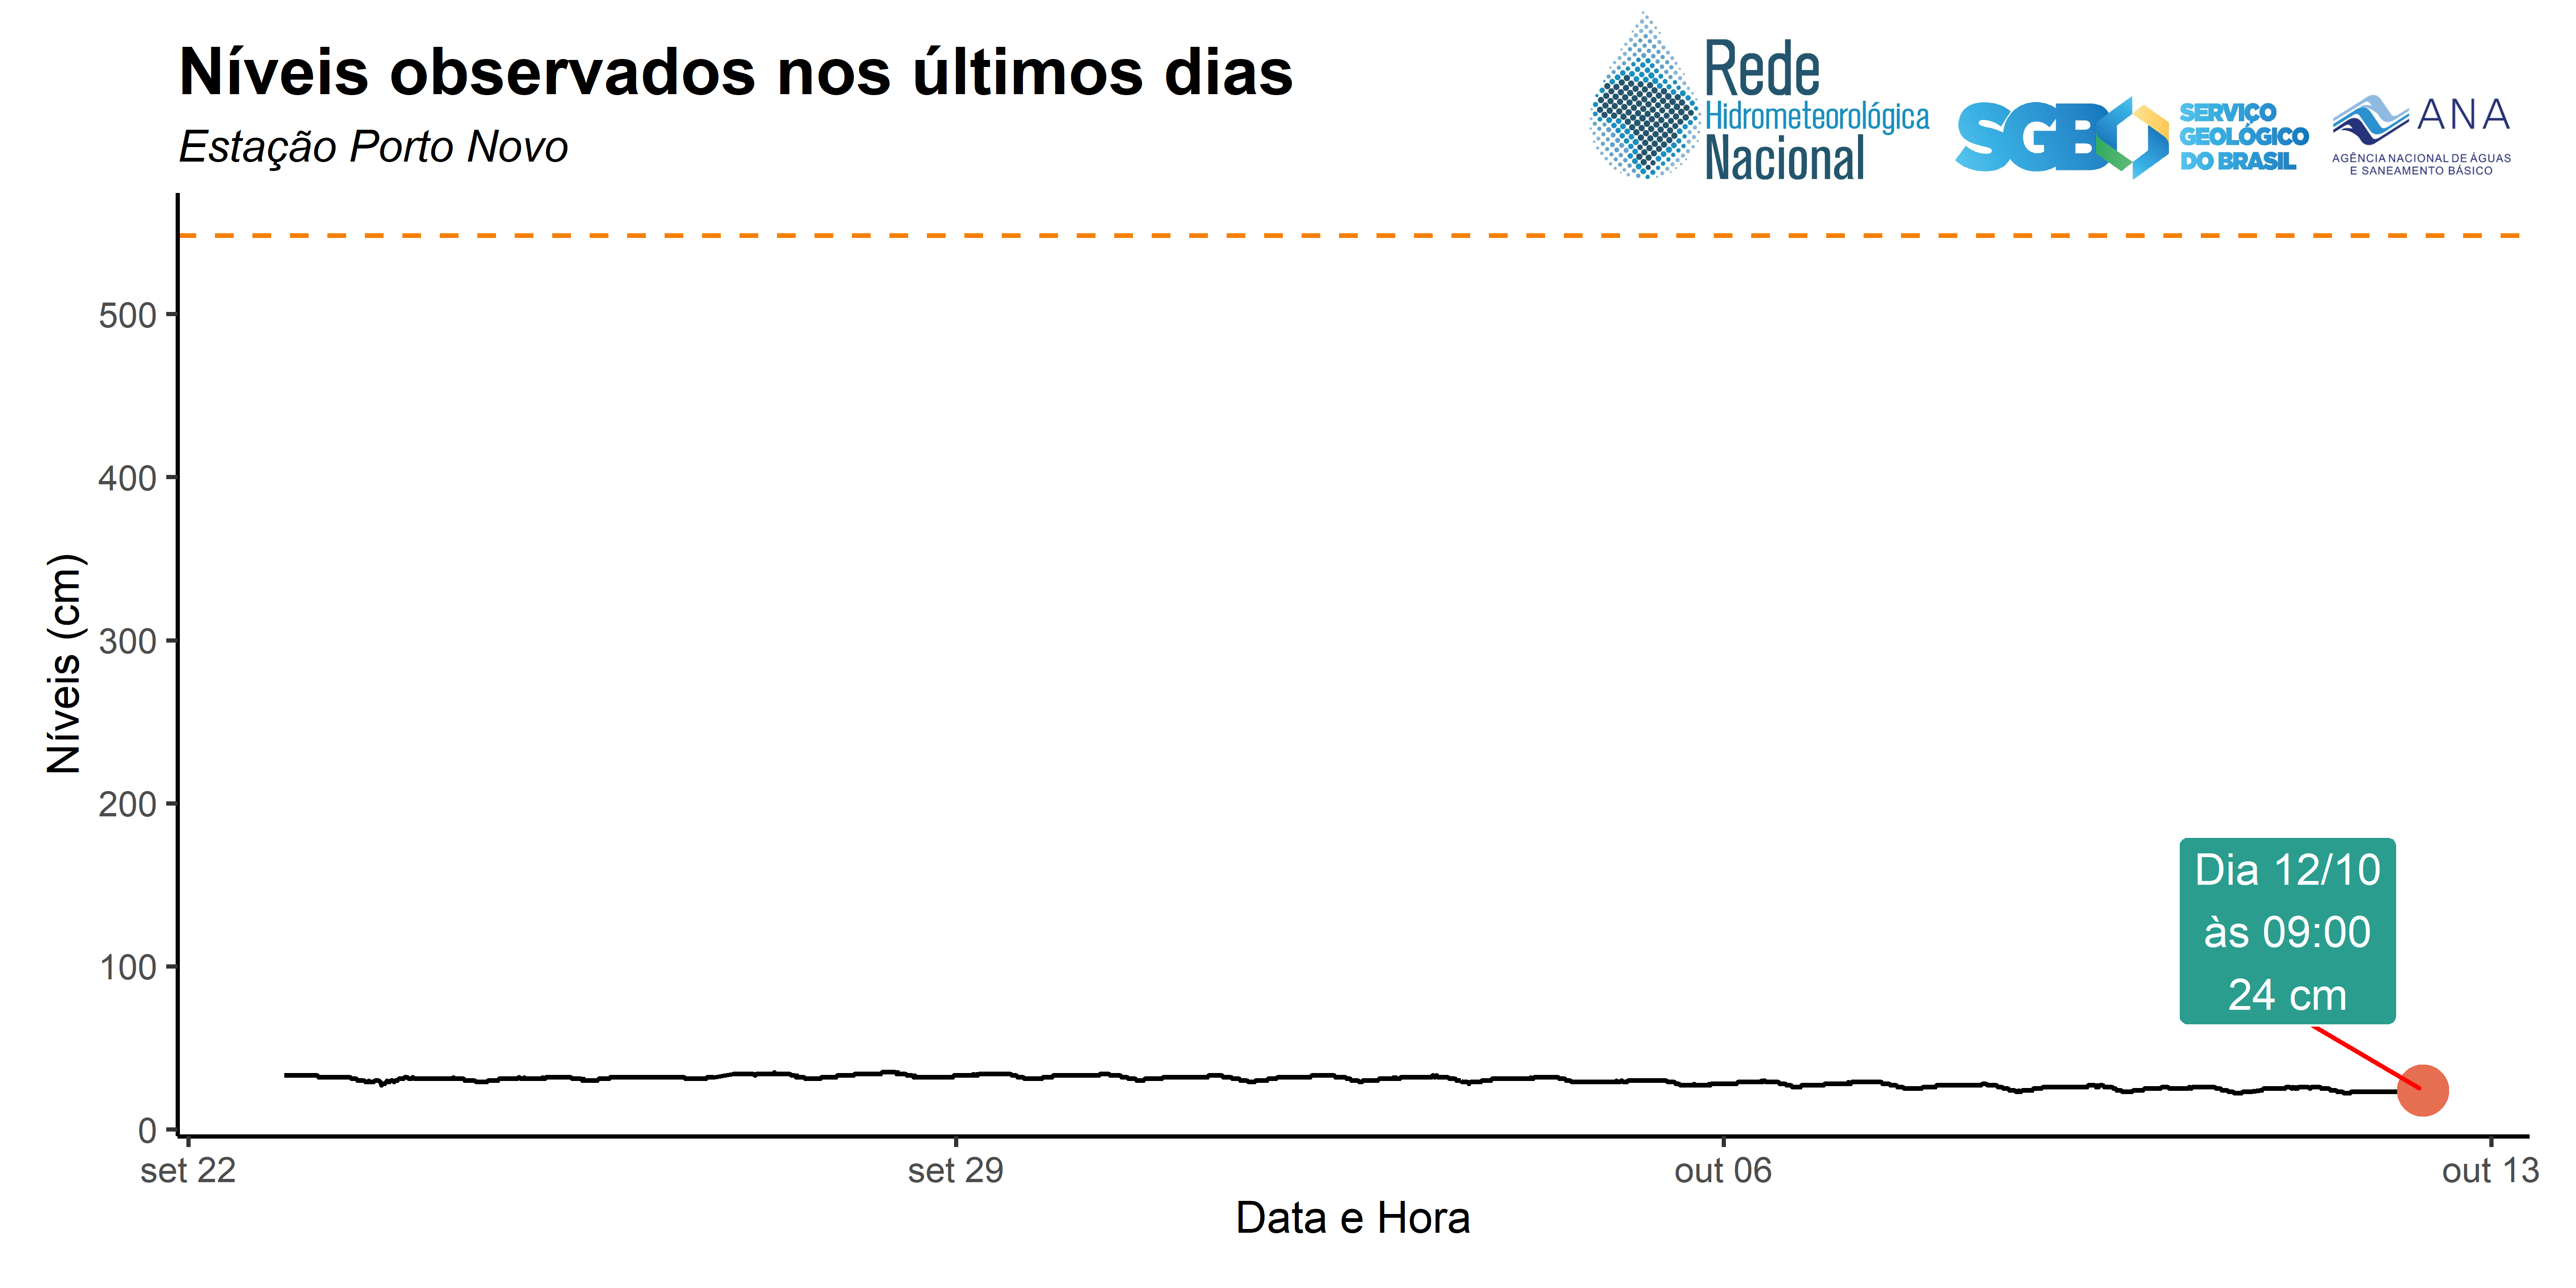 Níveis observados nos últimos dias
Estação Porto Novo
Rede
Hidrometeorológica
Nacional
SGB
SERVIÇO
GEOLÓGICO
DO BRASIL
ANA
AGÊNCIA NACIONAL DE ÁGUAS
E SANEAMENTO BÁSICO
Níveis (cm)
500
400
300
200
100
0
Dia 12/10
às 09:00
24 cm
set 22
set 29
out 06
out 13
Data e Hora